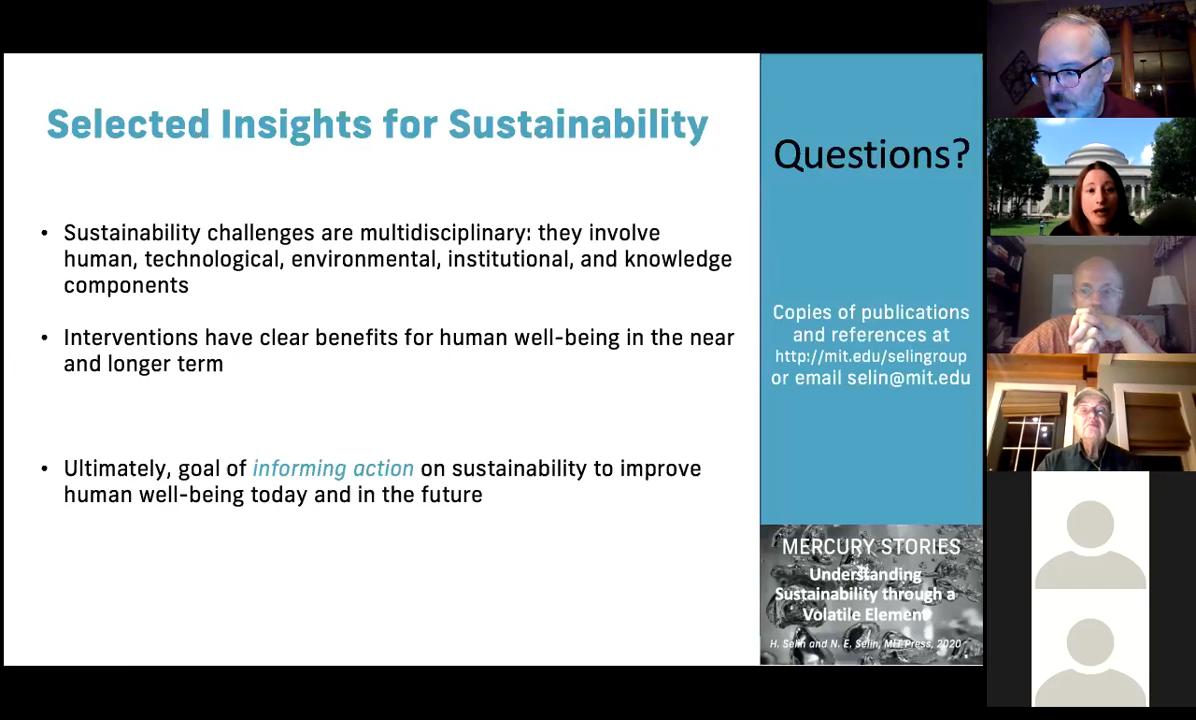 Selected Insights for Sustainability
• Sustainability challenges are multidisciplinary: they involve
human, technological, environmental, institutional, and knowledge
components
• Interventions have clear benefits for human well-being in the near
and longer term
• Ultimately, goal of informing action on sustainability to improve
human well-being today and in the future
Questions?
Copies of publications
and references at
http://mit.edu/selingroup
or email selin@mit.edu
MERCURY STORIES
Understanding
Sustainability through a
Volatile Element
H. Selin and N. E. Selin, MIT Press, 2020